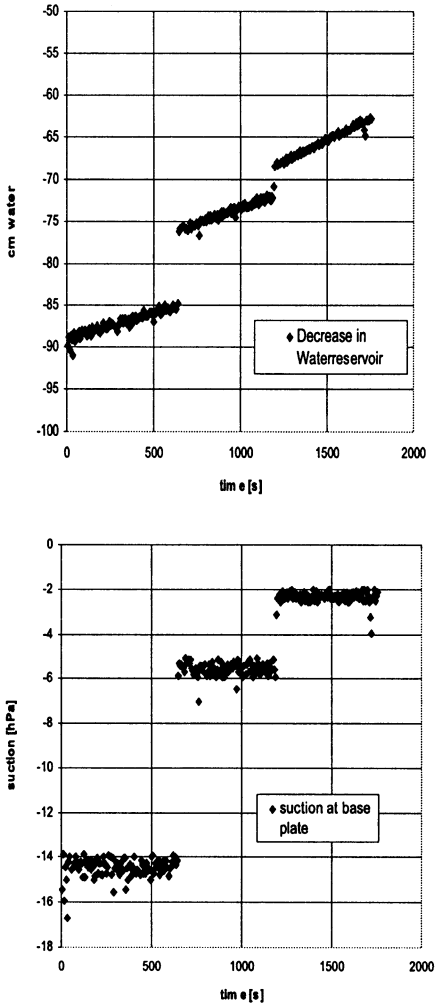 -50
-55
-60
-65
-70
-75
-80
-85
-90
-95
-100
cm water
Decrease in
Waterreservoir
0 500 1000 1500 2000
tim e [s]
0
-2
-4
-6
-8
-10
-12
-14
-16
-18
suction [hPa]
suction at base
plate
0 500 1000 1500 2000
tim e [s]